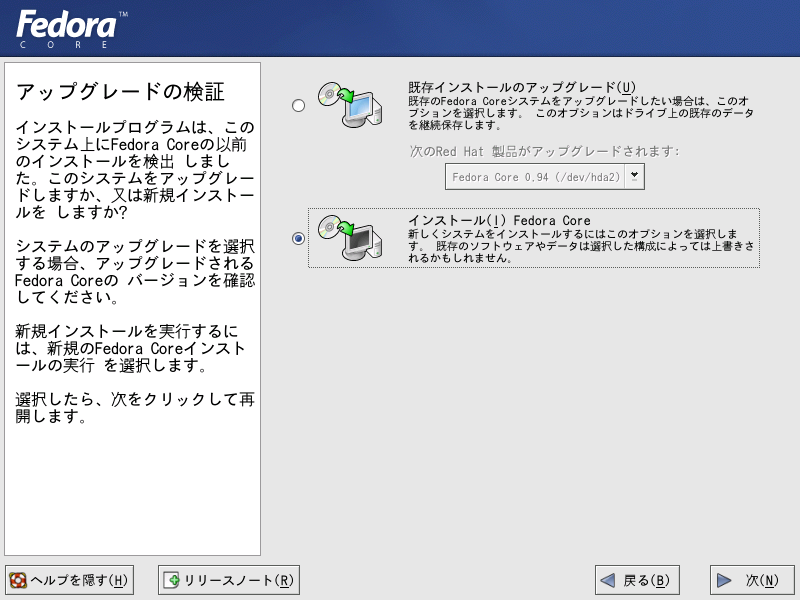 Fedora™
CORE
アップグレードの検証
インストールプログラムは、この
システム上にFedora Coreの以前
のインストールを検出 しまし
た。このシステムをアップグレー
ドしますか、又は新規インストー
ルを しますか?
システムのアップグレードを選択
する場合、アップグレードされる
Fedora Coreの バージョンを確認
してください。
新規インストールを実行するに
は、新規のFedora Coreインスト
ールの実行 を選択します。
選択したら、次をクリックして再
開します。
既存インストールのアップグレード(U)
既存のFedora Coreシステムをアップグレードしたい場合は、このオ
プションを選択します。 このオプションはドライブ上の既存のデータ
を継続保存します。
次のRed Hat 製品がアップグレードされます:
Fedora Core 0.94 (/dev/hda2)
インストール(I) Fedora Core
新しくシステムをインストールするにはこのオプションを選択しま
す。 既存のソフトウェアやデータは選択した構成によっては上書きさ
れるかもしれません。
ヘルプを隠す(H)
リリースノート(R)
戻る(B)
次(N)